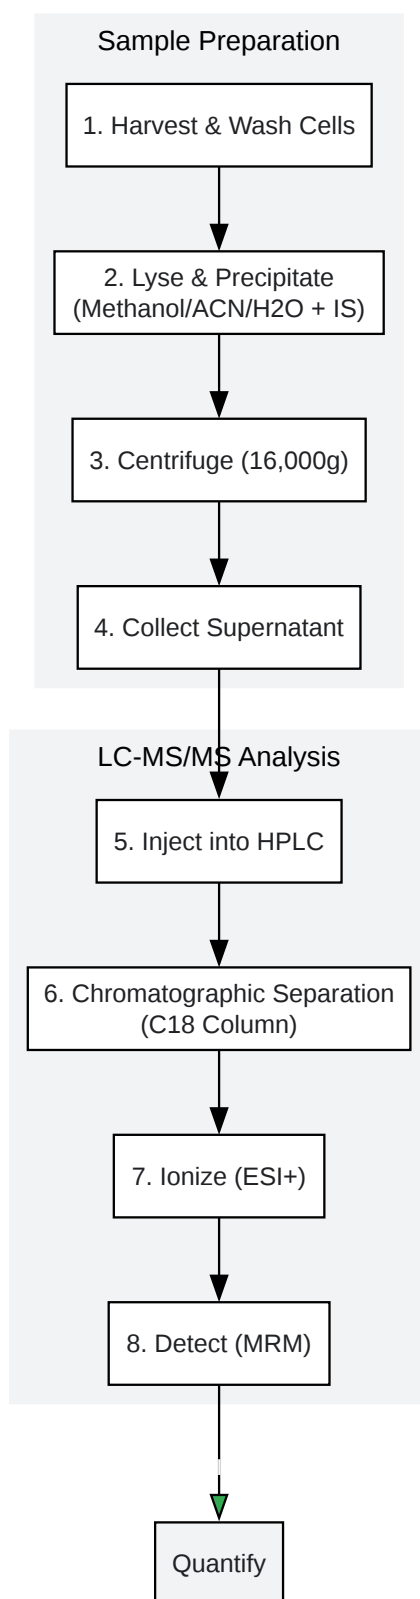 Sample Preparation
1. Harvest & Wash Cells
2. Lyse & Precipitate
(Methanol/ACN/H2O + IS)
3. Centrifuge (16,000g)
4. Collect Supernatant
LC-MS/MS Analysis
5. Inject into HPLC
6. Chromatographic Separation
(C18 Column)
7. Ionize (ESI+)
8. Detect (MRM)
Quantify